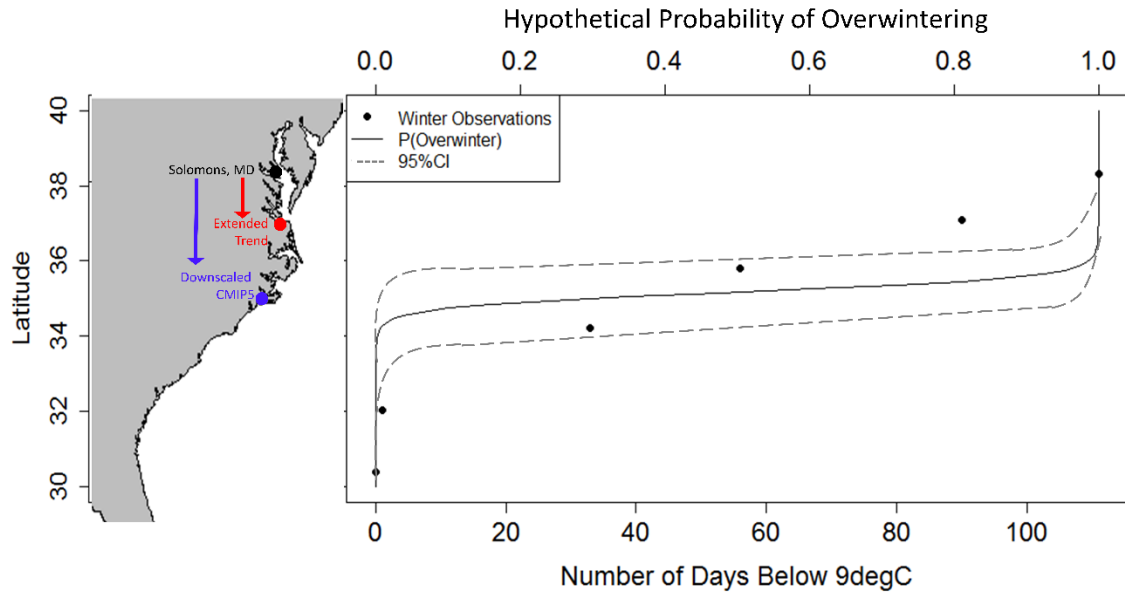 Hypothetical Probability of Overwintering
0.0 0.2 0.4 0.6 0.8 1.0
Winter Observations
P(Overwinter)
95%CI
Latitude
40
38
36
34
32
30
Solomons, MD
Extended
Trend
Downscaled
CMIP5
0 20 40 60 80 100
Number of Days Below 9degC